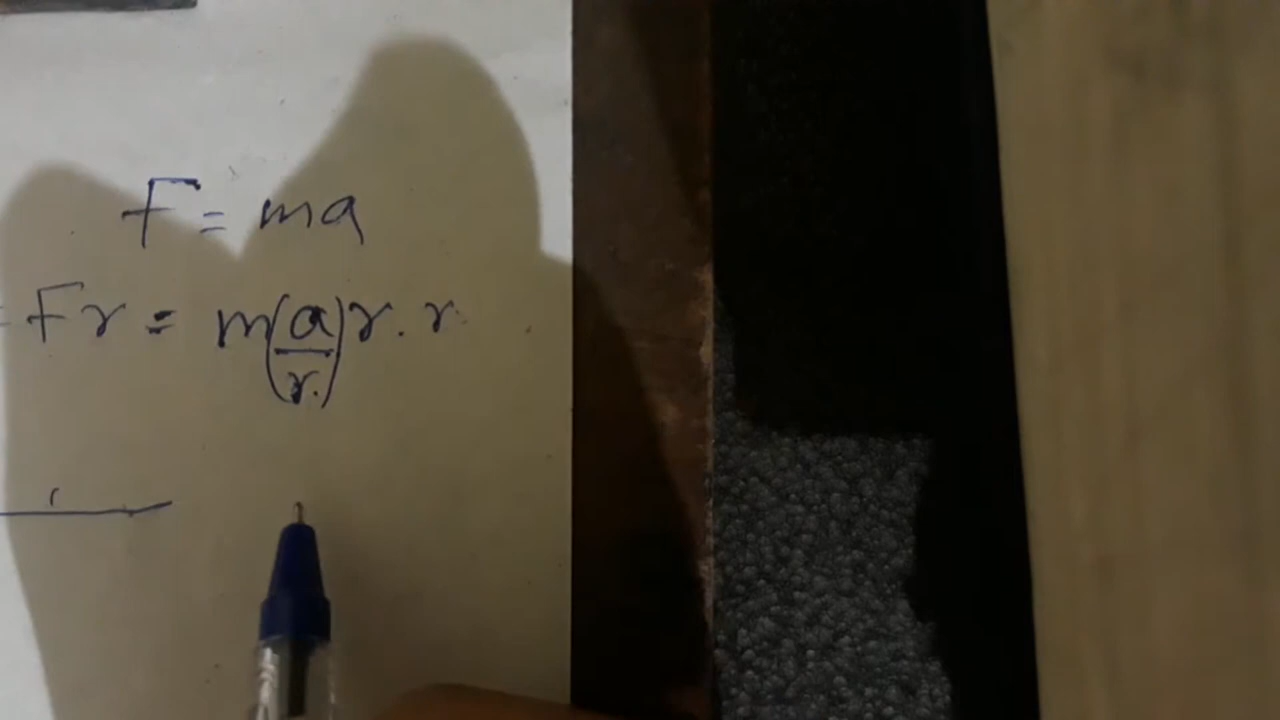 F = ma
= Fr = m(a/r)r.r